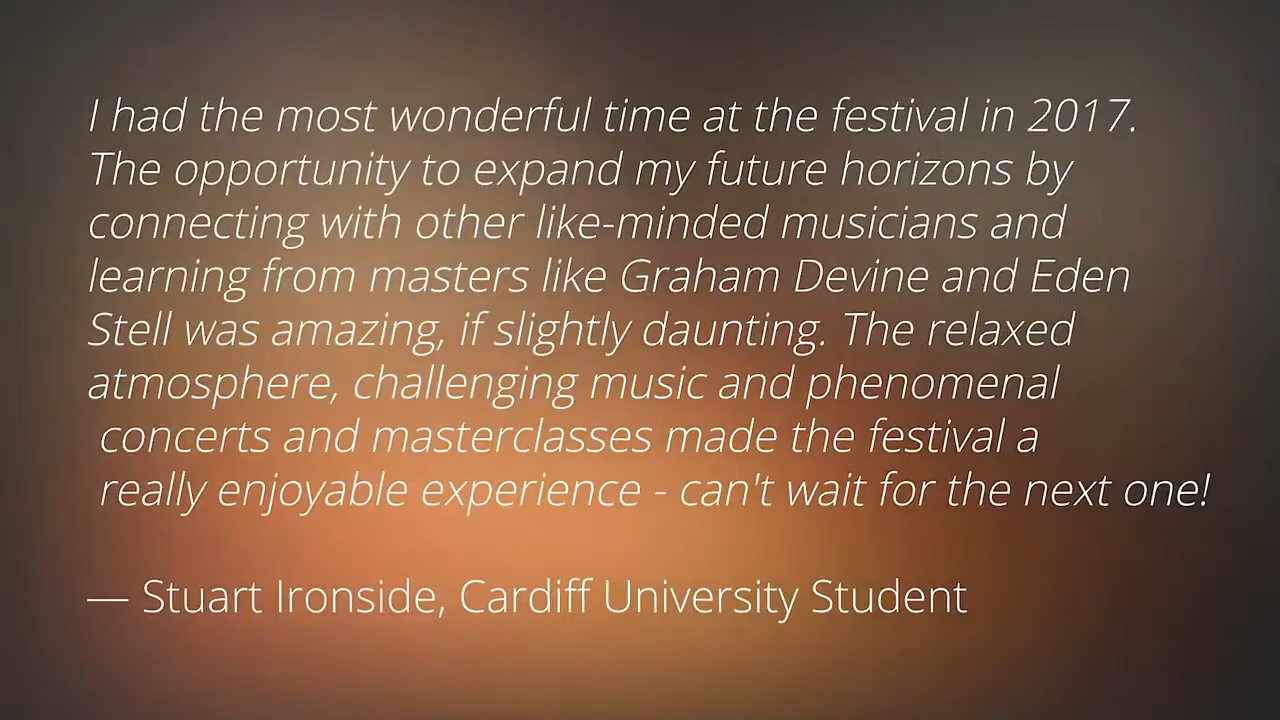 I had the most wonderful time at the festival in 2017.
The opportunity to expand my future horizons by
connecting with other like-minded musicians and
learning from masters like Graham Devine and Eden
Stell was amazing, if slightly daunting. The relaxed
atmosphere, challenging music and phenomenal
concerts and masterclasses made the festival a
really enjoyable experience - can't wait for the next one!
— Stuart Ironside, Cardiff University Student